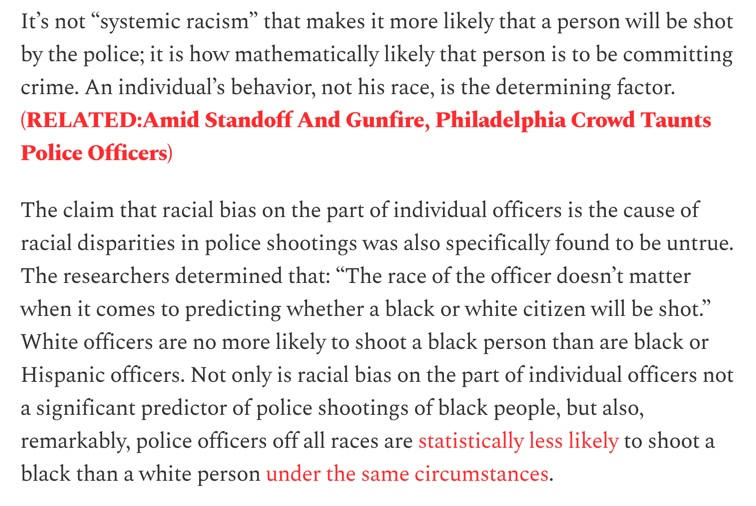 It’s not “systemic racism” that makes it more likely that a person will be shot
by the police; it is how mathematically likely that person is to be committing
crime. An individual’s behavior, not his race, is the determining factor.
(RELATED:Amid Standoff And Gunfire, Philadelphia Crowd Taunts
Police Officers)
The claim that racial bias on the part of individual officers is the cause of
racial disparities in police shootings was also specifically found to be untrue.
The researchers determined that: “The race of the officer doesn’t matter
when it comes to predicting whether a black or white citizen will be shot.”
White officers are no more likely to shoot a black person than are black or
Hispanic officers. Not only is racial bias on the part of individual officers not
a significant predictor of police shootings of black people, but also,
remarkably, police officers off all races are statistically less likely to shoot a
black than a white person under the same circumstances.